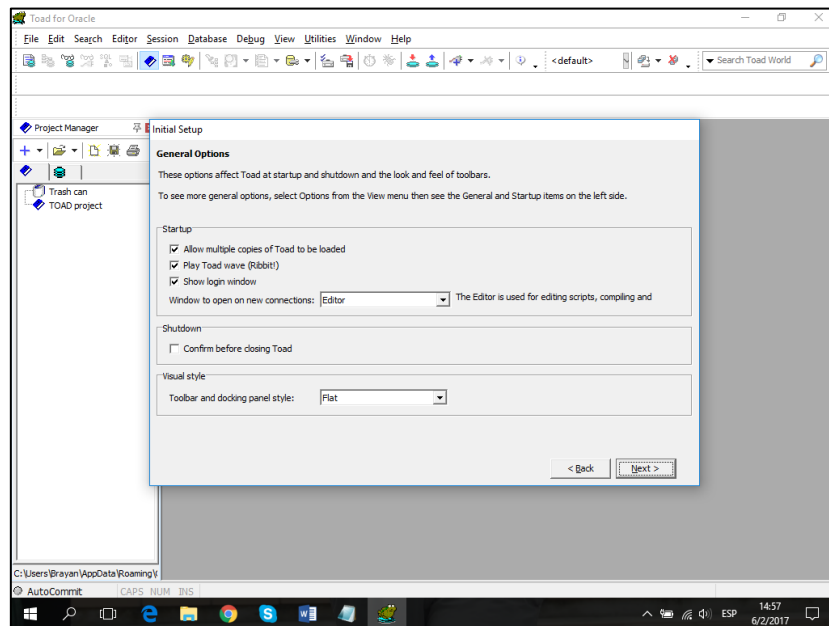 Toad for Oracle
File Edit Search Editor Session Database Debug View Utilities Window Help
<default>
Search Toad World
Project Manager
Trash can
TOAD project
Initial Setup
General Options
These options affect Toad at startup and shutdown and the look and feel of toolbars.
To see more general options, select Options from the View menu then see the General and Startup items on the left side.
Startup
Allow multiple copies of Toad to be loaded
Play Toad wave (Ribbit!)
Show login window
Window to open on new connections: Editor The Editor is used for editing scripts, compiling and
Shutdown
Confirm before closing Toad
Visual style
Toolbar and docking panel style: Flat
< Back Next >
C:\Users\Brayan\AppData\Roaming\
AutoCommit CAPS NUM INS
ESP
14:57
6/2/2017